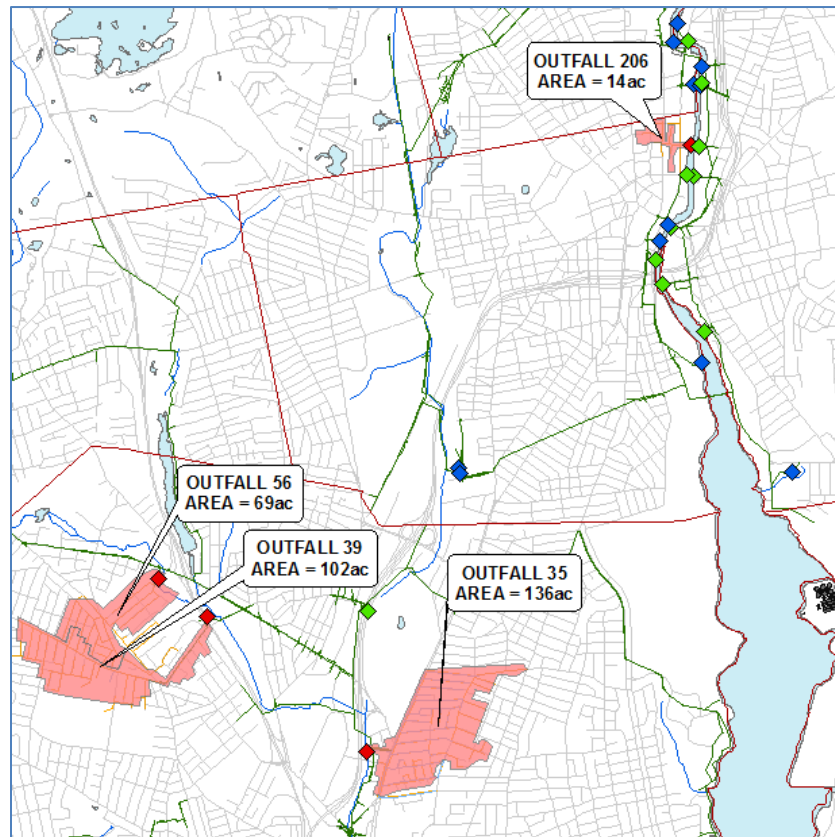 OUTFALL 206
AREA = 14ac
OUTFALL 56
AREA = 69ac
OUTFALL 39
AREA = 102ac
OUTFALL 35
AREA = 136ac